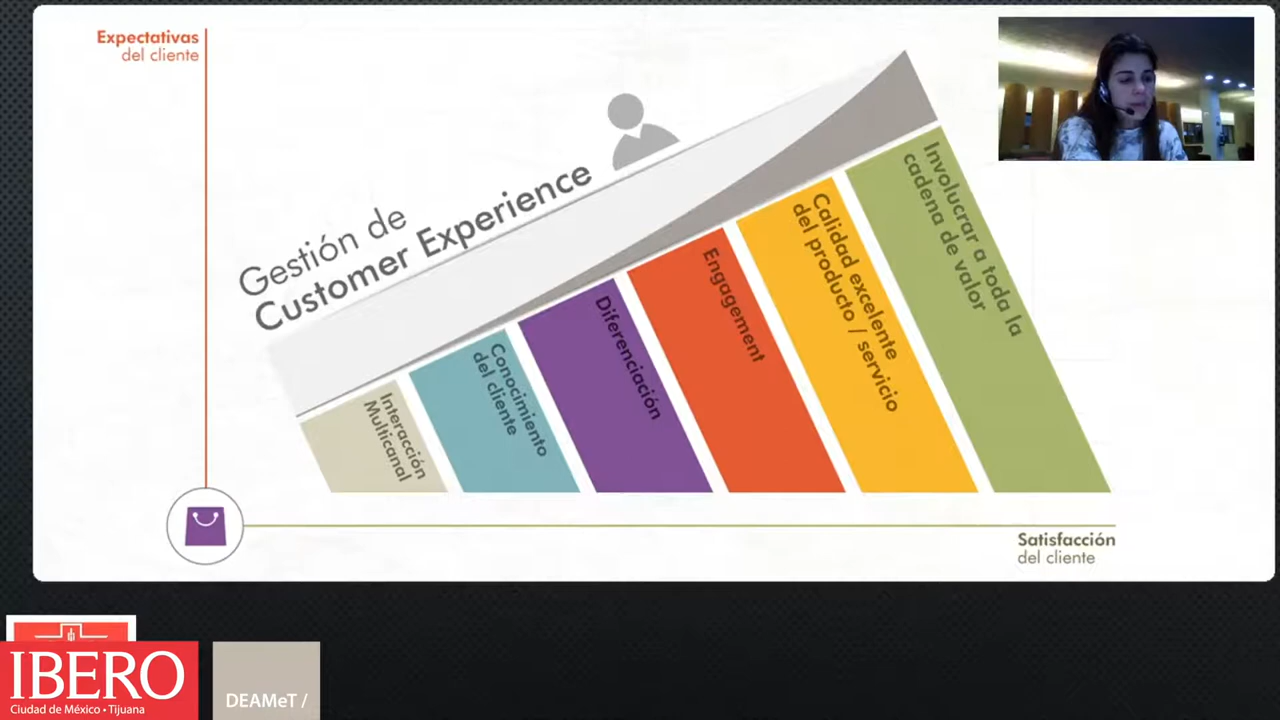 Expectativas
del cliente
Gestión de
Customer Experience
Interacción
Multicanal
Conocimiento
del cliente
Diferenciación
Engagement
Calidad excelente
del producto / servicio
Involucrar a toda la
cadena de valor
Satisfacción
del cliente
IBERO
Ciudad de México • Tijuana
DEAMeT /